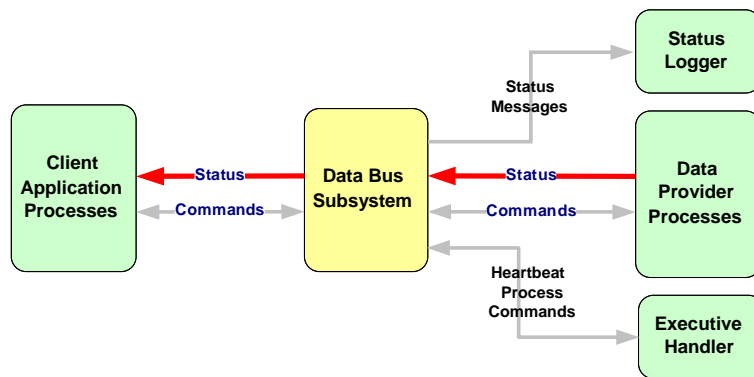 Status
Logger
Status
Messages
Client
Application
Processes
Status
Commands
Data Bus
Subsystem
Status
Commands
Data
Provider
Processes
Heartbeat
Process
Commands
Executive
Handler